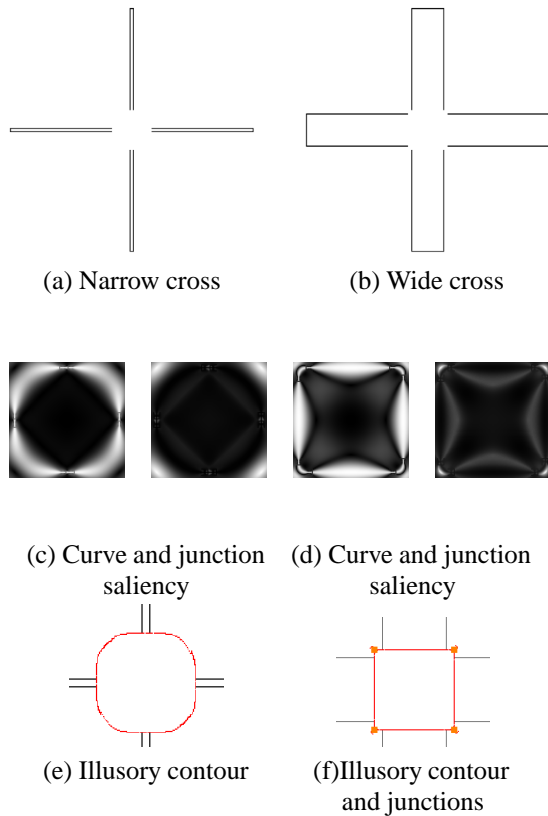 (a) Narrow cross
(b) Wide cross
(c) Curve and junction
saliency
(d) Curve and junction
saliency
(e) Illusory contour
(f)Illusory contour
and junctions